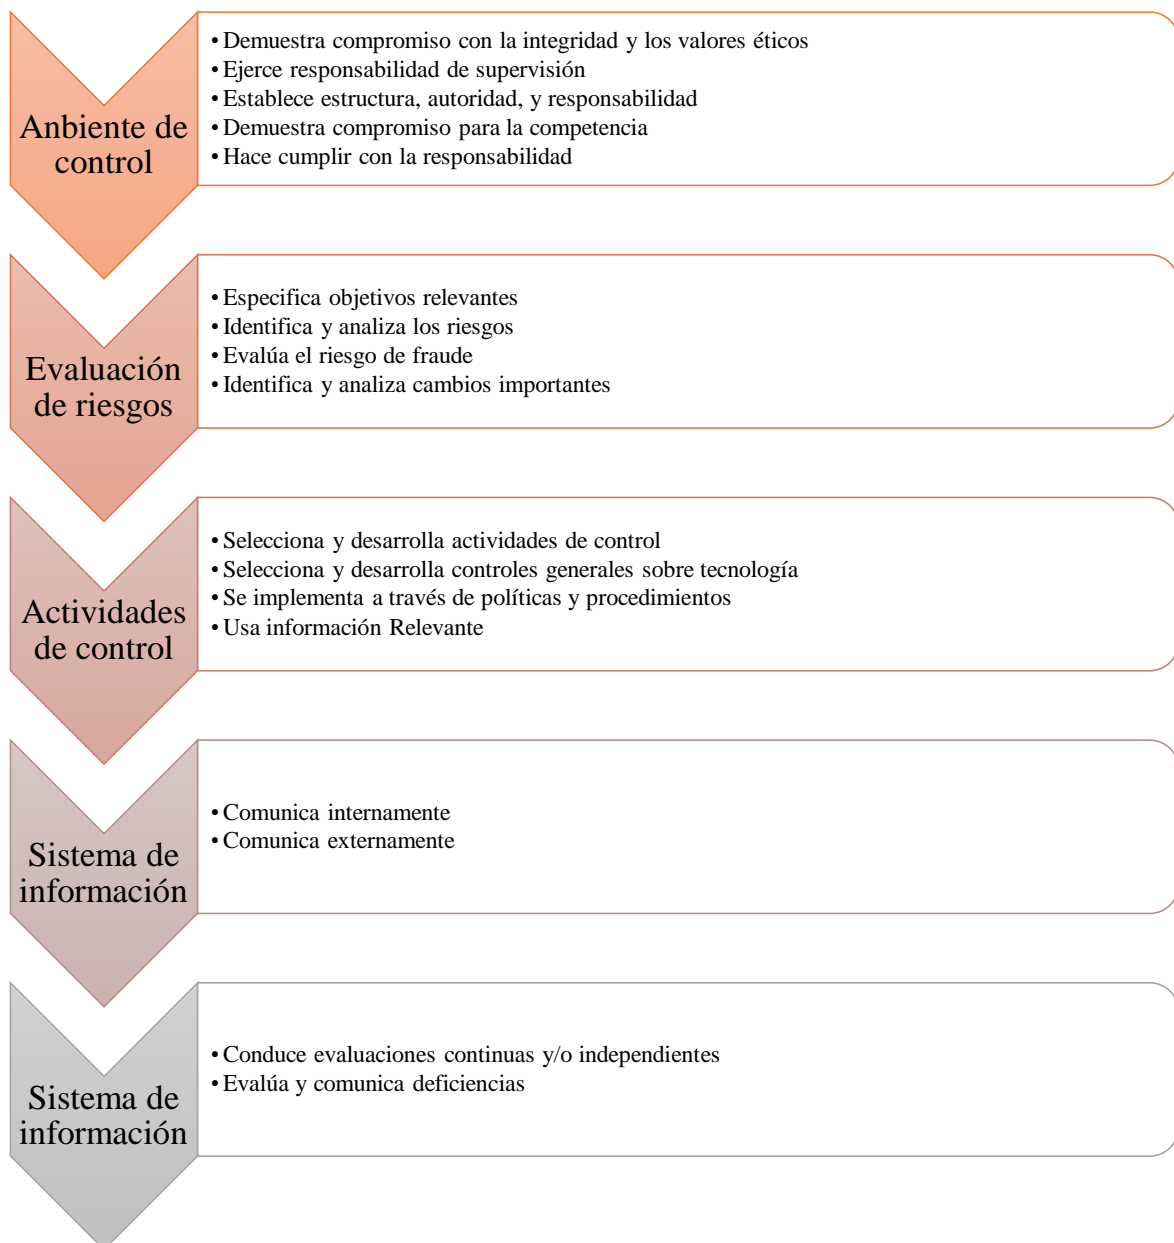 Anbiente de
control
• Demuestra compromiso con la integridad y los valores éticos
• Ejerce responsabilidad de supervisión
• Establece estructura, autoridad, y responsabilidad
• Demuestra compromiso para la competencia
• Hace cumplir con la responsabilidad
Evaluación
de riesgos
• Especifica objetivos relevantes
• Identifica y analiza los riesgos
• Evalúa el riesgo de fraude
• Identifica y analiza cambios importantes
Actividades
de control
• Selecciona y desarrolla actividades de control
• Selecciona y desarrolla controles generales sobre tecnología
• Se implementa a través de políticas y procedimientos
• Usa información Relevante
Sistema de
información
• Comunica internamente
• Comunica externamente
Sistema de
información
• Conduce evaluaciones continuas y/o independientes
• Evalúa y comunica deficiencias